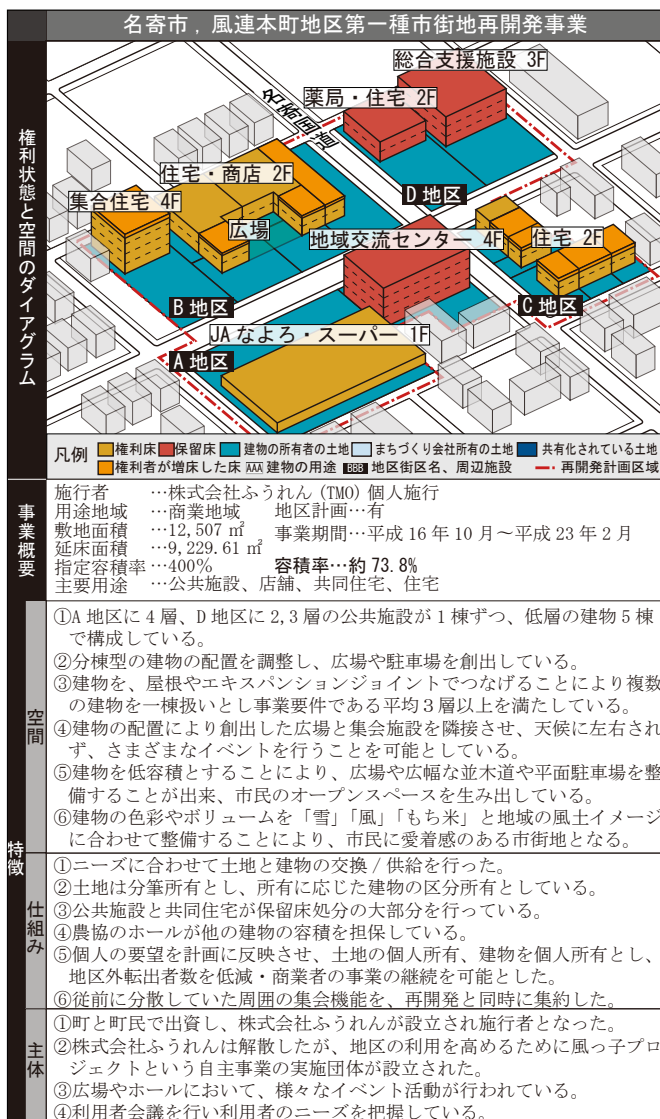 名寄市，風連本町地区第一種市街地再開発事業
権利状態と空間のダイアグラム
総合支援施設 3F
薬局・住宅 2F
名寄国道
住宅・商店 2F
D 地区
集合住宅 4F
広場
地域交流センター 4F
住宅 2F
B 地区
C 地区
JA なよろ・スーパー 1F
A 地区
凡例 権利床 保留床 建物の所有者の土地 まちづくり会社所有の土地 共有化されている土地
権利者が増床した床 AAA 建物の用途 BBB 地区街区名、周辺施設 再開発計画区域
事業概要
施行者 …株式会社ふうれん (TMO) 個人施行
用途地域 …商業地域 地区計画…有
敷地面積 …12,507 ㎡ 事業期間…平成 16 年 10 月～平成 23 年 2 月
延床面積 …9,229.61 ㎡
指定容積率…400% 容積率…約 73.8%
主要用途 …公共施設、店舗、共同住宅、住宅
特徴
空間
①A 地区に 4 層、D 地区に 2,3 層の公共施設が 1 棟ずつ、低層の建物 5 棟
で構成している。
②分棟型の建物の配置を調整し、広場や駐車場を創出している。
③建物を、屋根やエキスパンションジョイントでつなげることにより複数
の建物を一棟扱いとし事業要件である平均３層以上を満たしている。
④建物の配置により創出した広場と集会施設を隣接させ、天候に左右され
ず、さまざまなイベントを行うことを可能としている。
⑤建物を低容積とすることにより、広場や広幅な並木道や平面駐車場を整
備することが出来、市民のオープンスペースを生み出している。
⑥建物の色彩やボリュームを「雪」「風」「もち米」と地域の風土イメージ
に合わせて整備することにより、市民に愛着感のある市街地となる。
仕組み
①ニーズに合わせて土地と建物の交換 / 供給を行った。
②土地は分筆所有とし、所有に応じた建物の区分所有としている。
③公共施設と共同住宅が保留床処分の大部分を行っている。
④農協のホールが他の建物の容積を担保している。
⑤個人の要望を計画に反映させ、土地の個人所有、建物を個人所有とし、
地区外転出者数を低減・商業者の事業の継続を可能とした。
⑥従前に分散していた周囲の集会機能を、再開発と同時に集約した。
主体
①町と町民で出資し、株式会社ふうれんが設立され施行者となった。
②株式会社ふうれんは解散したが、地区の利用を高めるために風っ子プロ
ジェクトという自主事業の実施団体が設立された。
③広場やホールにおいて、様々なイベント活動が行われている。
④利用者会議を行い利用者のニーズを把握している。